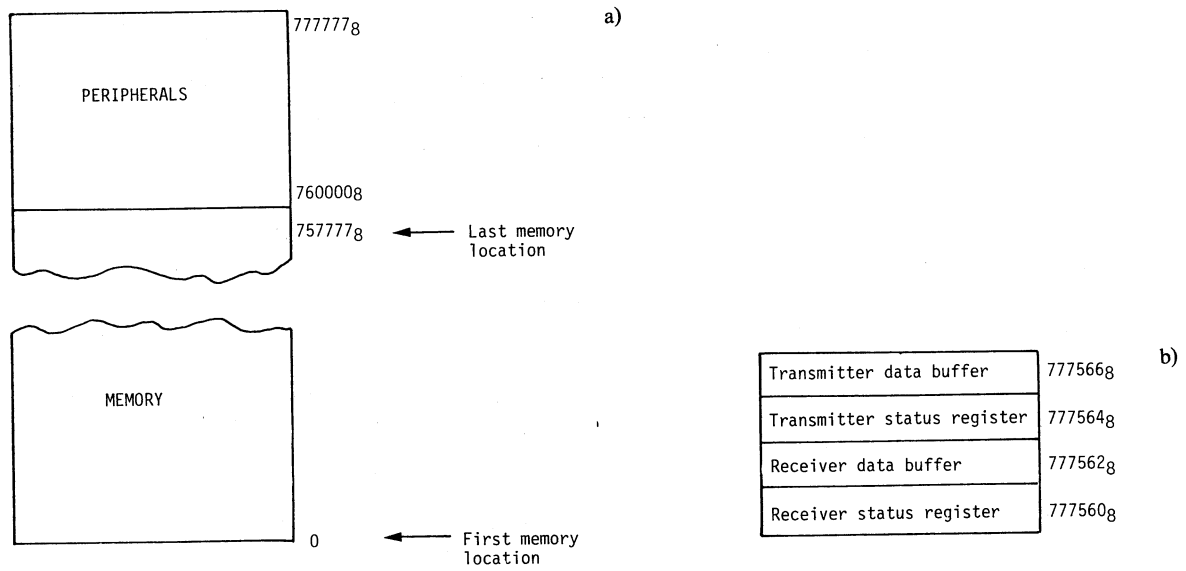 777777₈
a)
PERIPHERALS
760000₈
757777₈
Last memory
location
MEMORY
0
First memory
location
b)
Transmitter data buffer 777566₈
Transmitter status register 777564₈
Receiver data buffer 777562₈
Receiver status register 777560₈